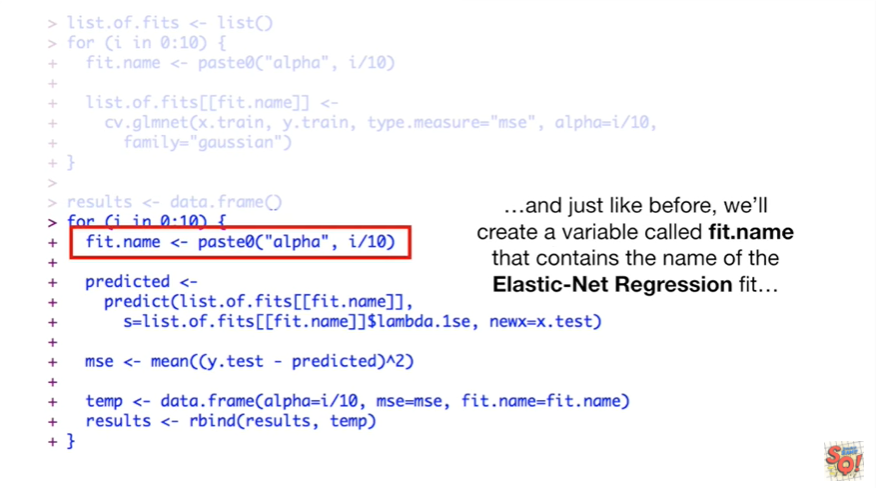 > list.of.fits <- list()
> for (i in 0:10) {
+   fit.name <- paste0("alpha", i/10)
+
+   list.of.fits[[fit.name]] <-
+     cv.glmnet(x.train, y.train, type.measure="mse", alpha=i/10,
+       family="gaussian")
+ }
>
> results <- data.frame()
> for (i in 0:10) {
+   fit.name <- paste0("alpha", i/10)
+
+   predicted <-
+     predict(list.of.fits[[fit.name]],
+       s=list.of.fits[[fit.name]]$lambda.1se, newx=x.test)
+
+   mse <- mean((y.test - predicted)^2)
+
+   temp <- data.frame(alpha=i/10, mse=mse, fit.name=fit.name)
+   results <- rbind(results, temp)
+ }
…and just like before, we’ll
create a variable called fit.name
that contains the name of the
Elastic-Net Regression fit…
SQ!